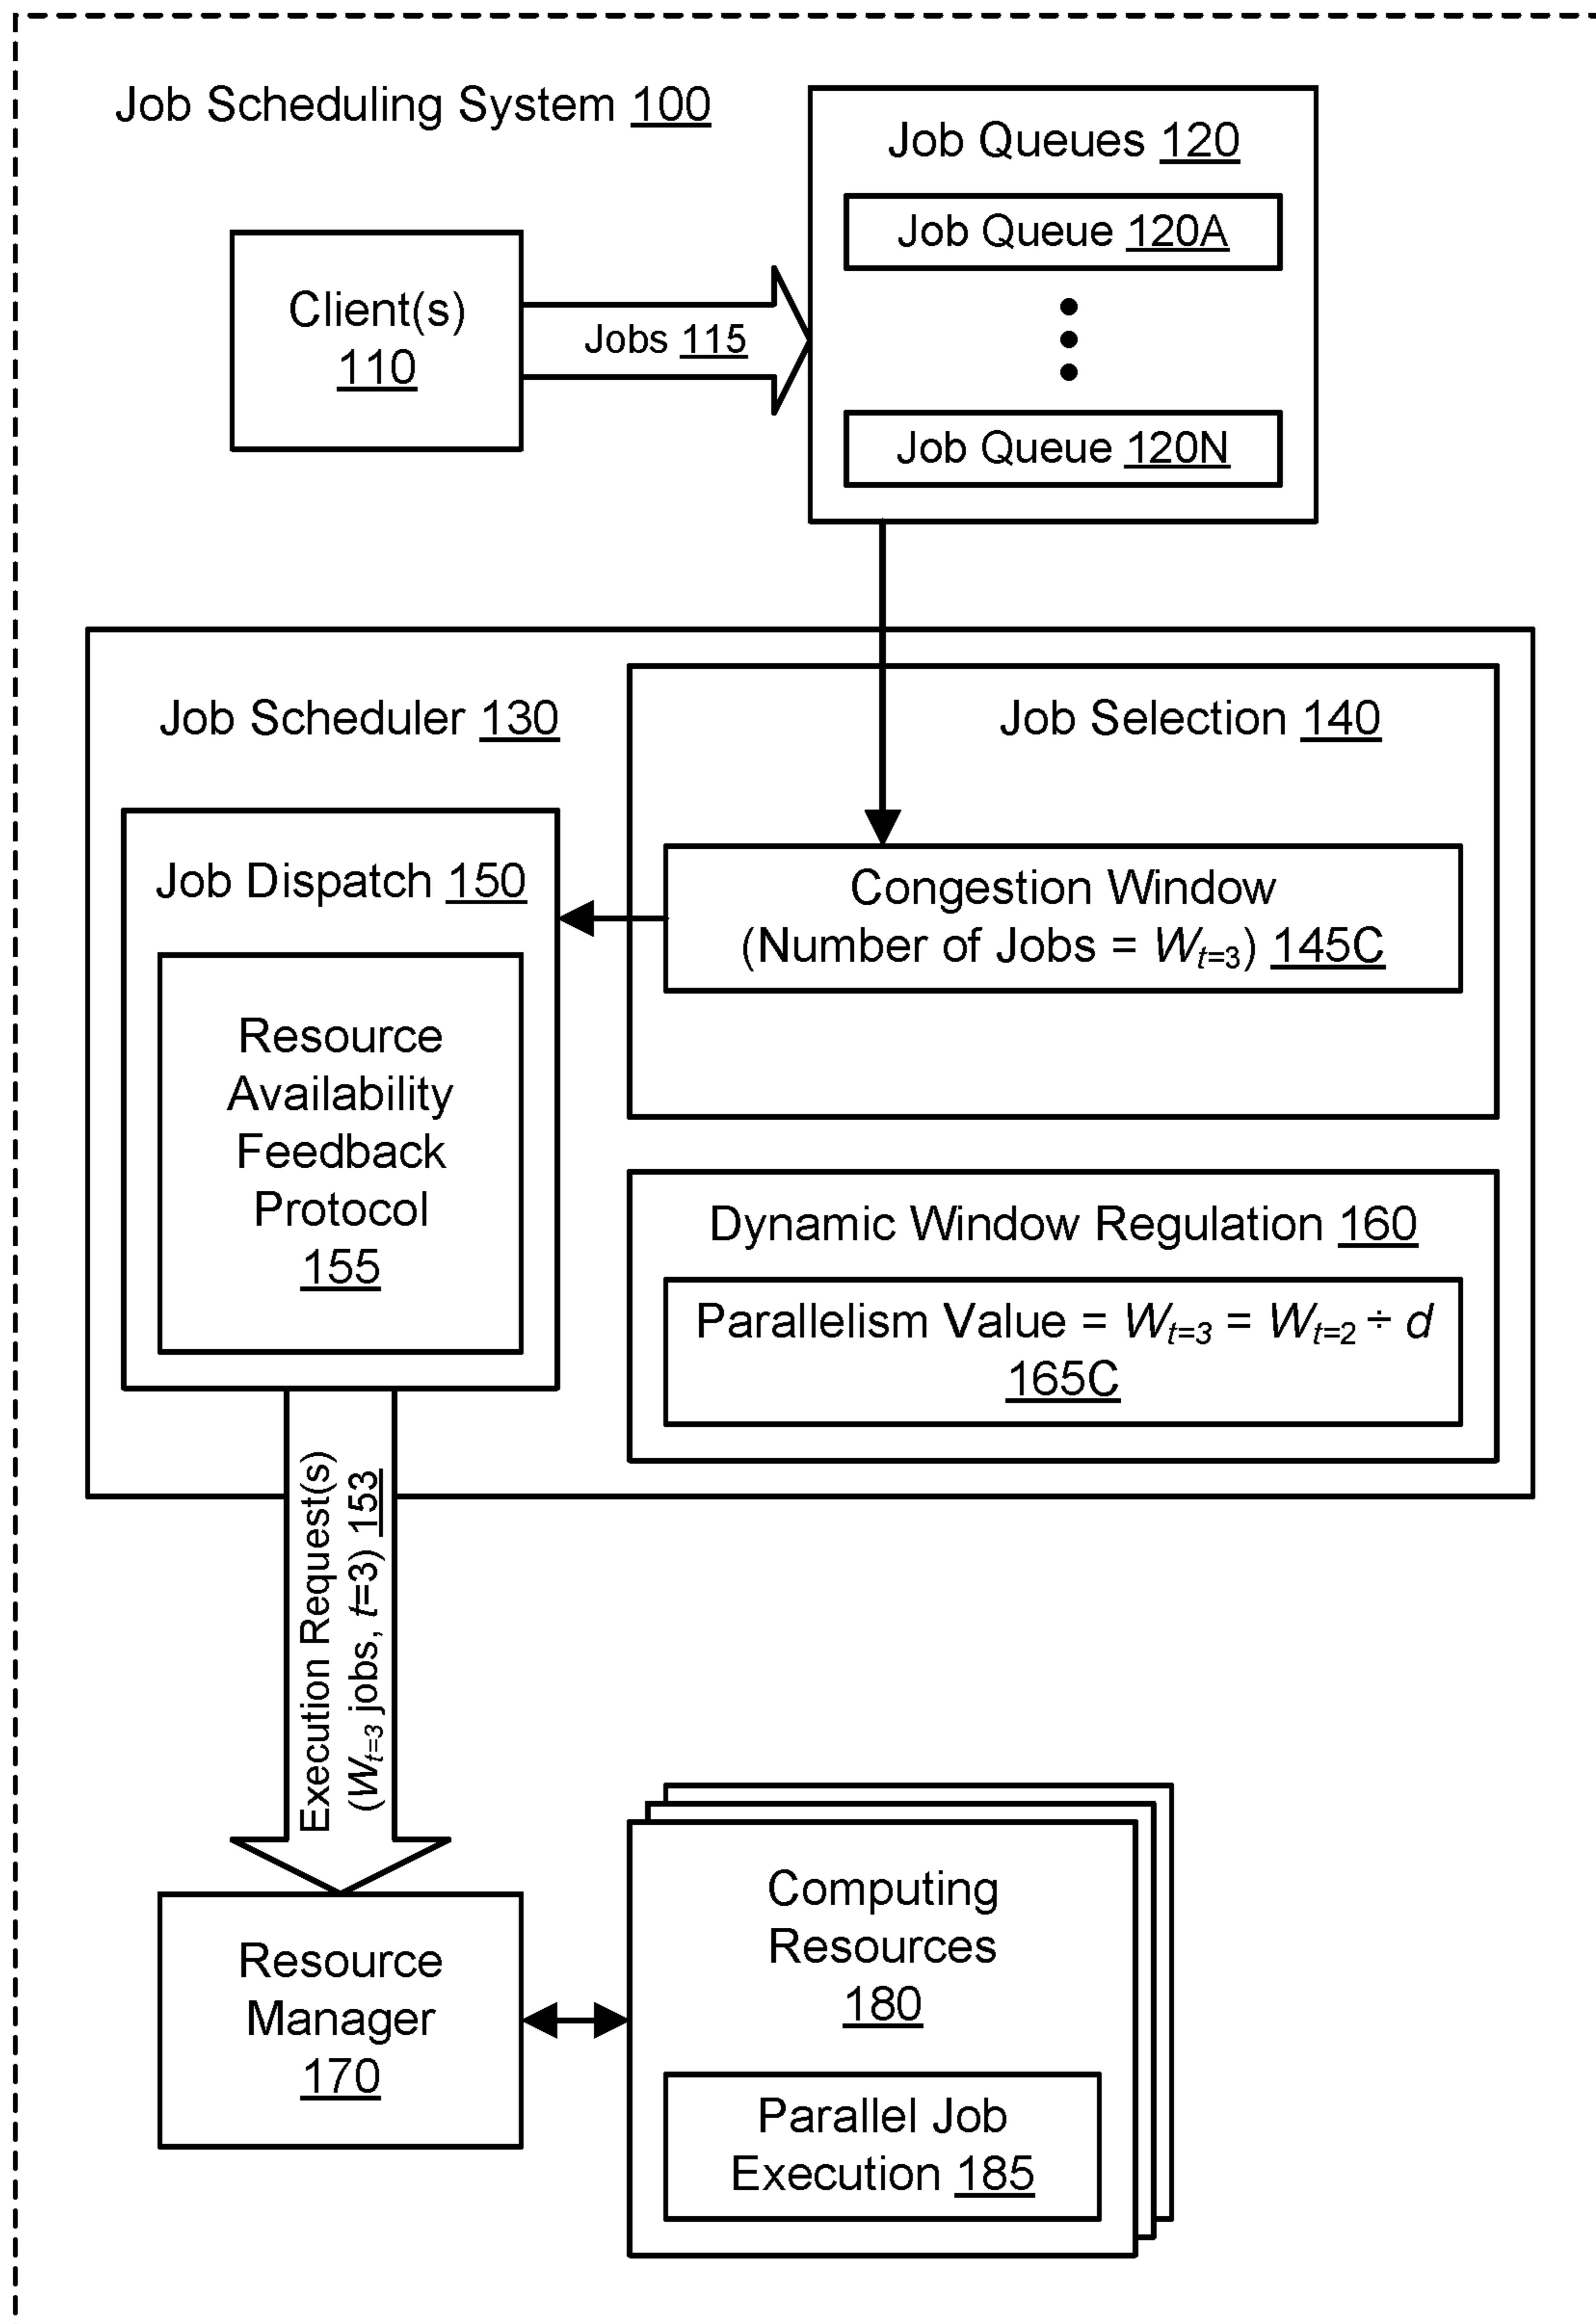 Job Scheduling System 100
Job Queues 120
Job Queue 120A
Client(s)
110
Jobs 115
Job Queue 120N
Job Scheduler 130
Job Selection 140
Job Dispatch 150
Congestion Window
(Number of Jobs = Wt=3) 145C
Resource
Availability
Feedback
Protocol
155
Dynamic Window Regulation 160
Parallelism Value = Wt=3 = Wt=2 ÷ d
165C
Execution Request(s)
(Wt=3 jobs, t=3) 153
Computing
Resources
180
Resource
Manager
170
Parallel Job
Execution 185